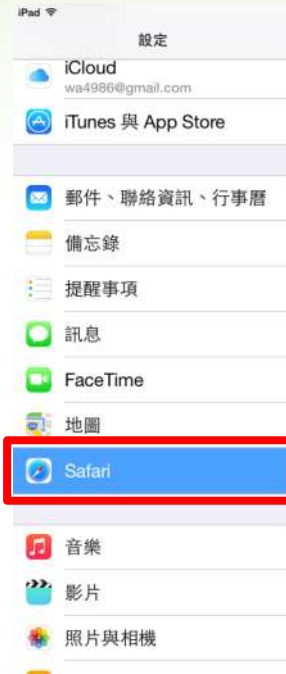 iPad
設定
iCloud
wa4986@gmail.com
iTunes 與 App Store
郵件、聯絡資訊、行事曆
備忘錄
提醒事項
訊息
FaceTime
地圖
Safari
音樂
影片
照片與相機